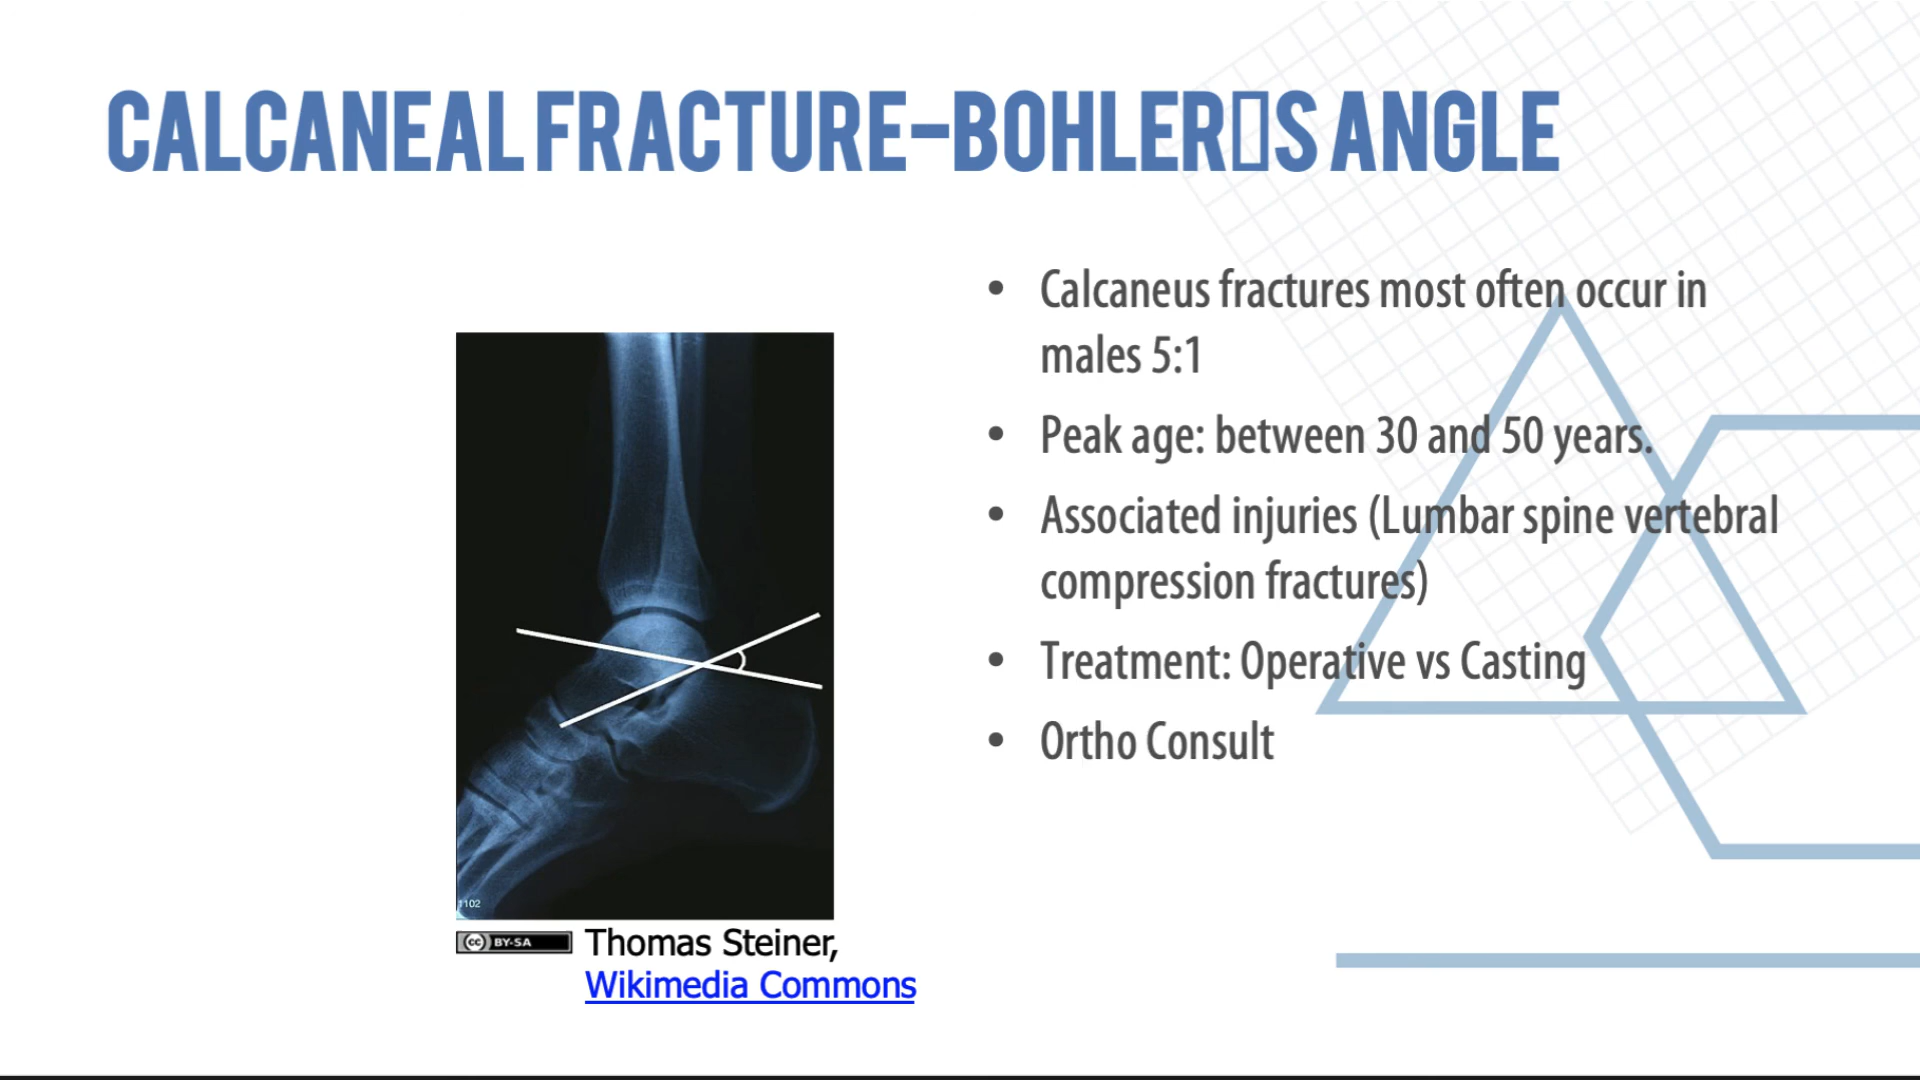 CALCANEAL FRACTURE–BOHLER▯S ANGLE
• Calcaneus fractures most often occur in
males 5:1
• Peak age: between 30 and 50 years.
• Associated injuries (Lumbar spine vertebral
compression fractures)
• Treatment: Operative vs Casting
• Ortho Consult
1102
cc BY-SA
Thomas Steiner,
Wikimedia Commons